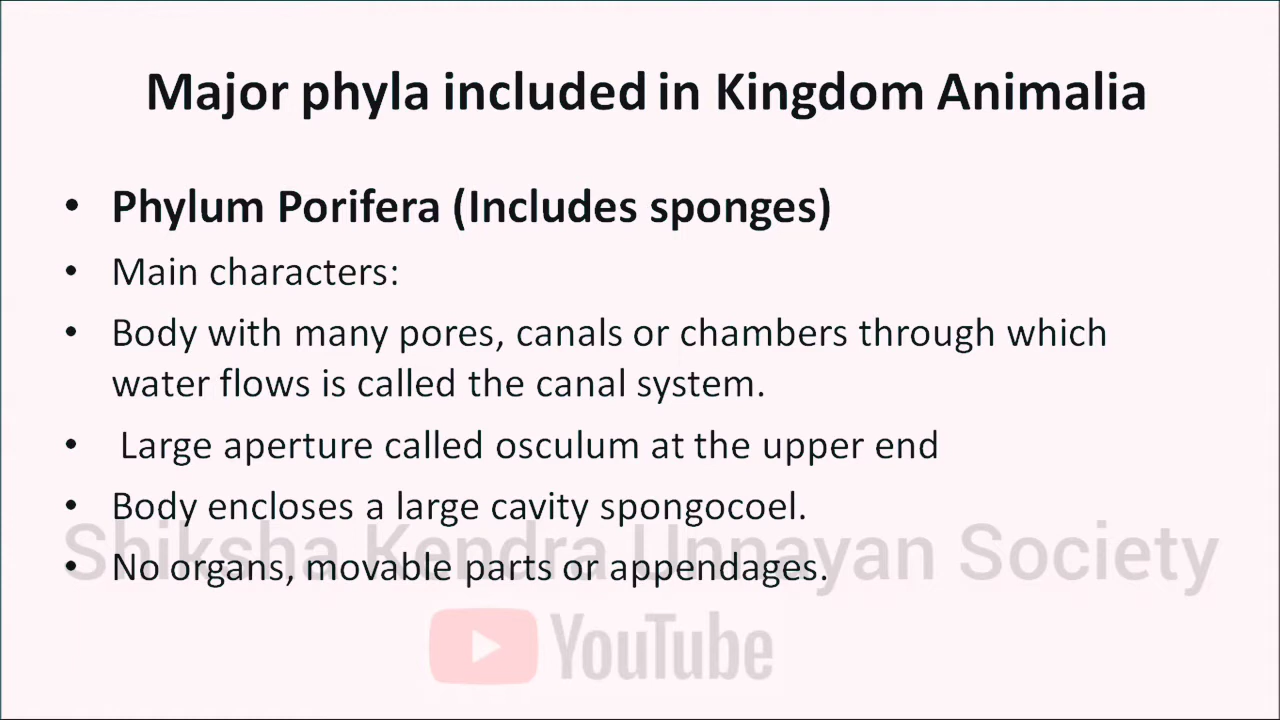 Major phyla included in Kingdom Animalia
• Phylum Porifera (Includes sponges)
• Main characters:
• Body with many pores, canals or chambers through which
water flows is called the canal system.
• Large aperture called osculum at the upper end
• Body encloses a large cavity spongocoel.
• No organs, movable parts or appendages.
Shiksha Kendra Unnayan Society
YouTube